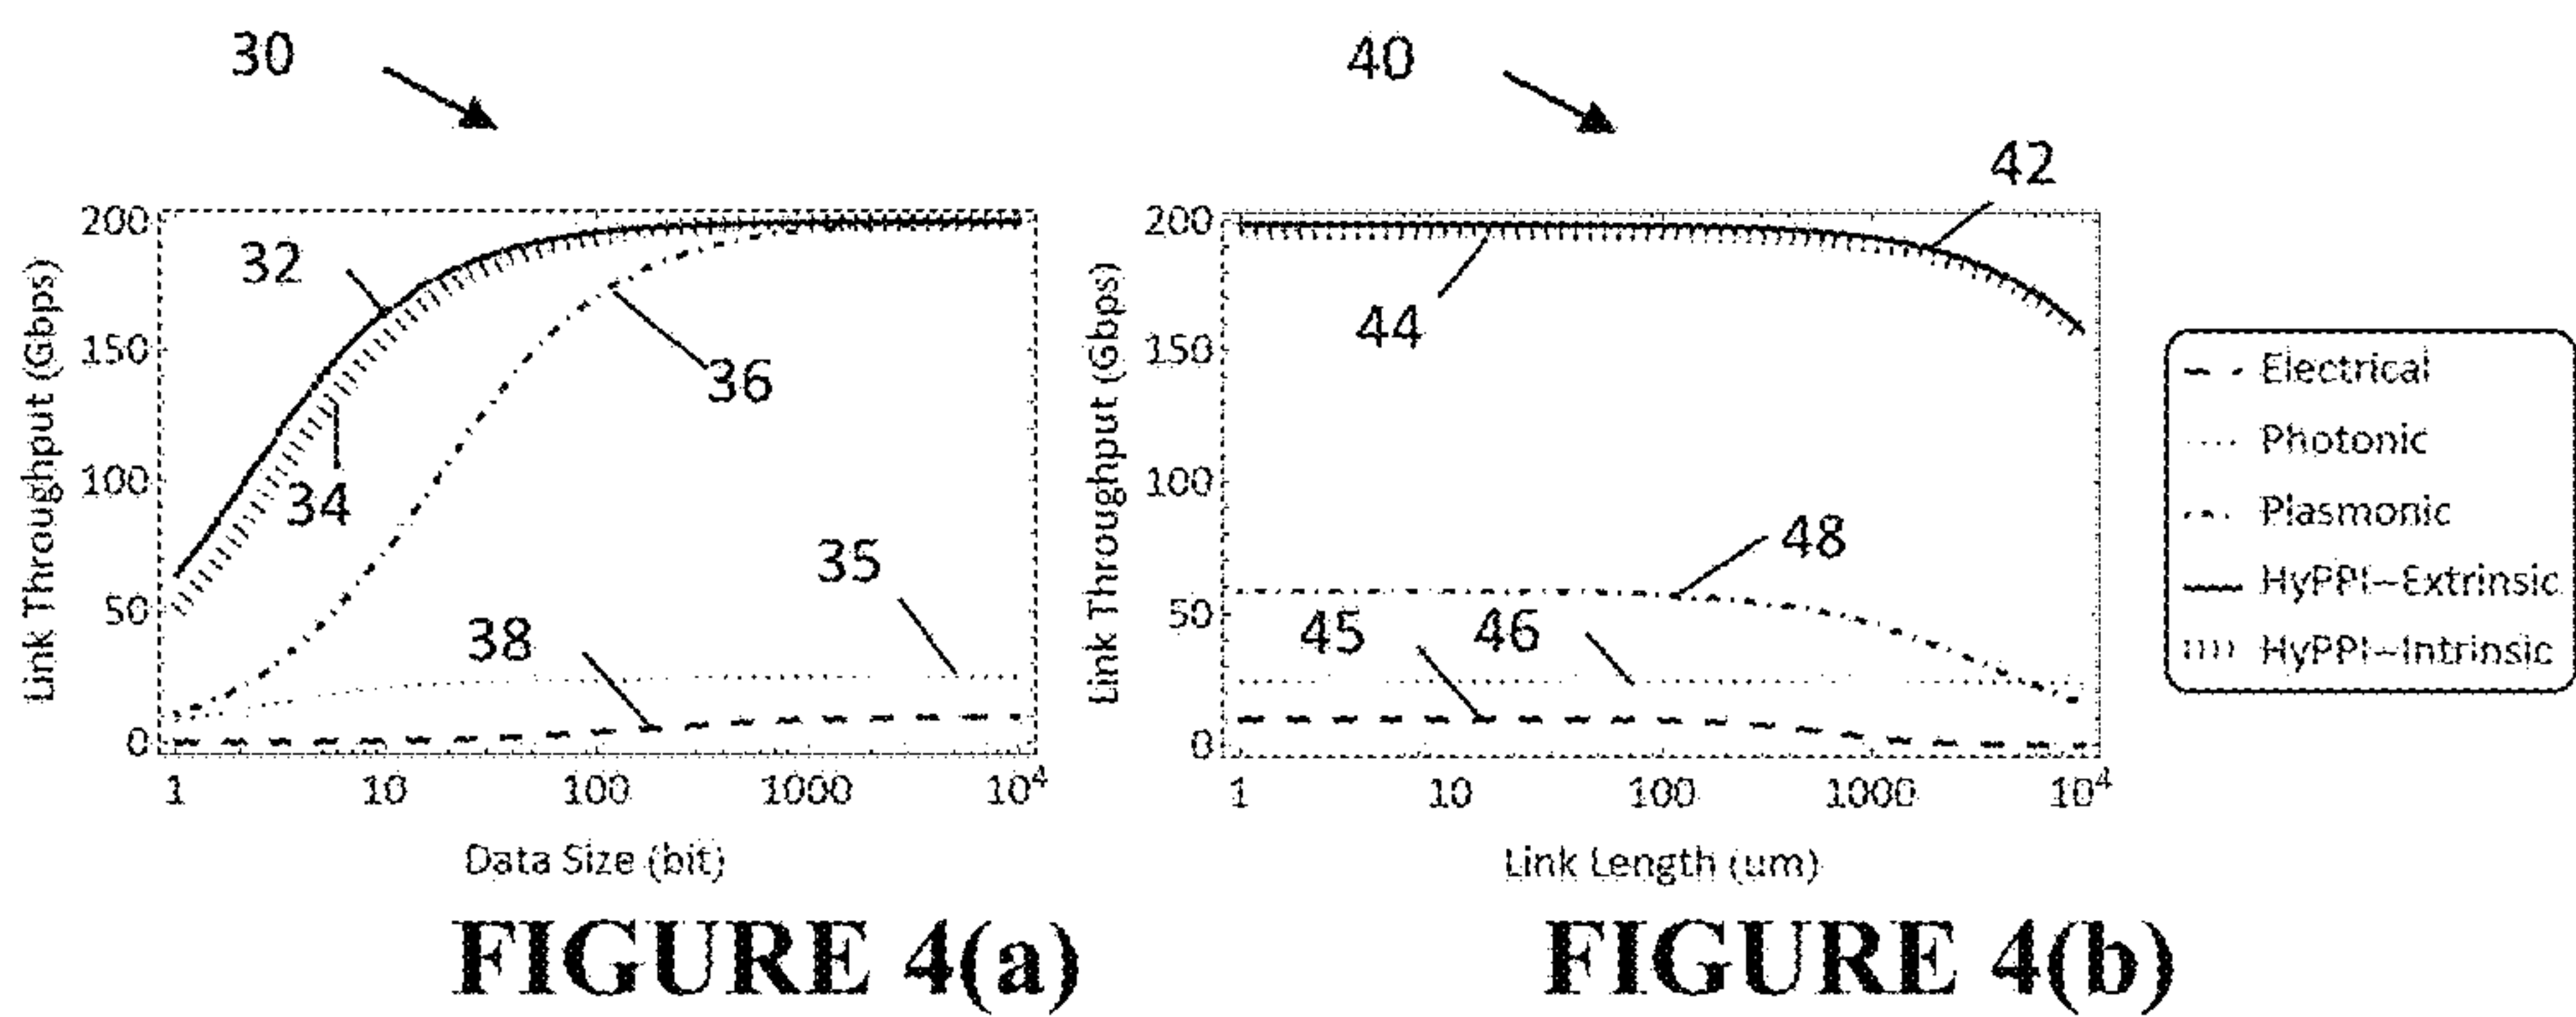 30
40
42
200
32
150
36
Link Throughput (Gbps)
100
34
35
50
38
0
1 10 100 1000 10⁴
Data Size (bit)
FIGURE 4(a)
200
44
150
Link Throughput (Gbps)
100
48
50
45 46
0
1 10 100 1000 10⁴
Link Length (um)
FIGURE 4(b)
Electrical
Photonic
Plasmonic
HyPPI–Extrinsic
HyPPI–Intrinsic